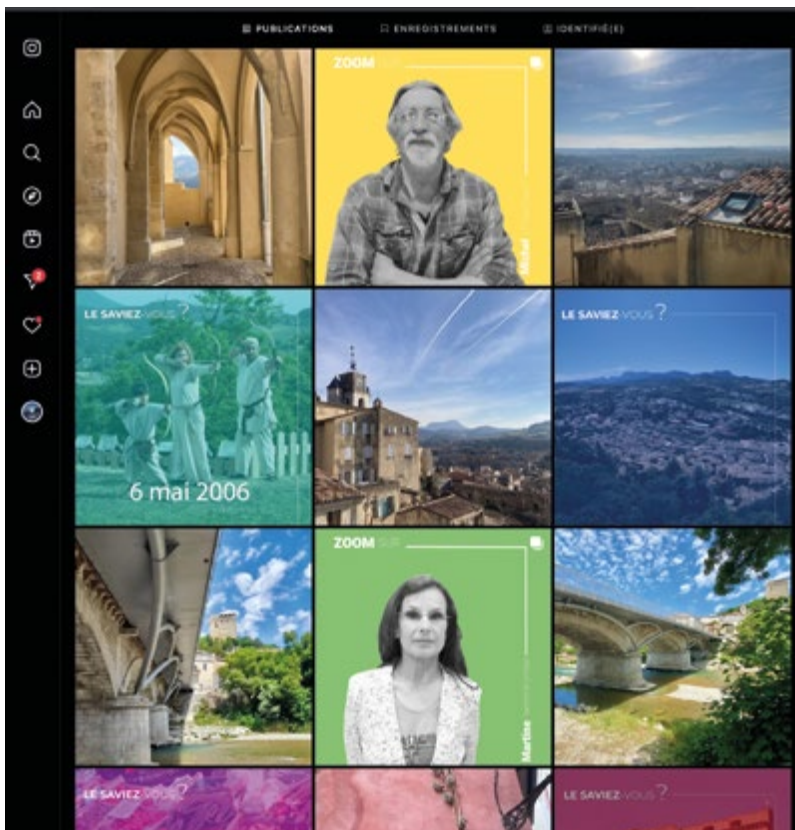 PUBLICATIONS ENREGISTREMENTS IDENTIFIÉ(E)
ZOOM SUR
Michel
2
LE SAVIEZ-VOUS ?
6 mai 2006
LE SAVIEZ-VOUS ?
ZOOM SUR
Martine
LE SAVIEZ-VOUS ?
LE SAVIEZ-VOUS ?